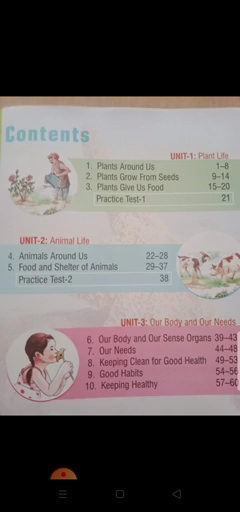 Contents
UNIT-1: Plant Life
1. Plants Around Us 1–8
2. Plants Grow From Seeds 9–14
3. Plants Give Us Food 15–20
Practice Test-1 21
UNIT-2: Animal Life
4. Animals Around Us 22–28
5. Food and Shelter of Animals 29–37
Practice Test-2 38
UNIT-3: Our Body and Our Needs
6. Our Body and Our Sense Organs 39–43
7. Our Needs 44–48
8. Keeping Clean for Good Health 49–53
9. Good Habits 54–56
10. Keeping Healthy 57–60